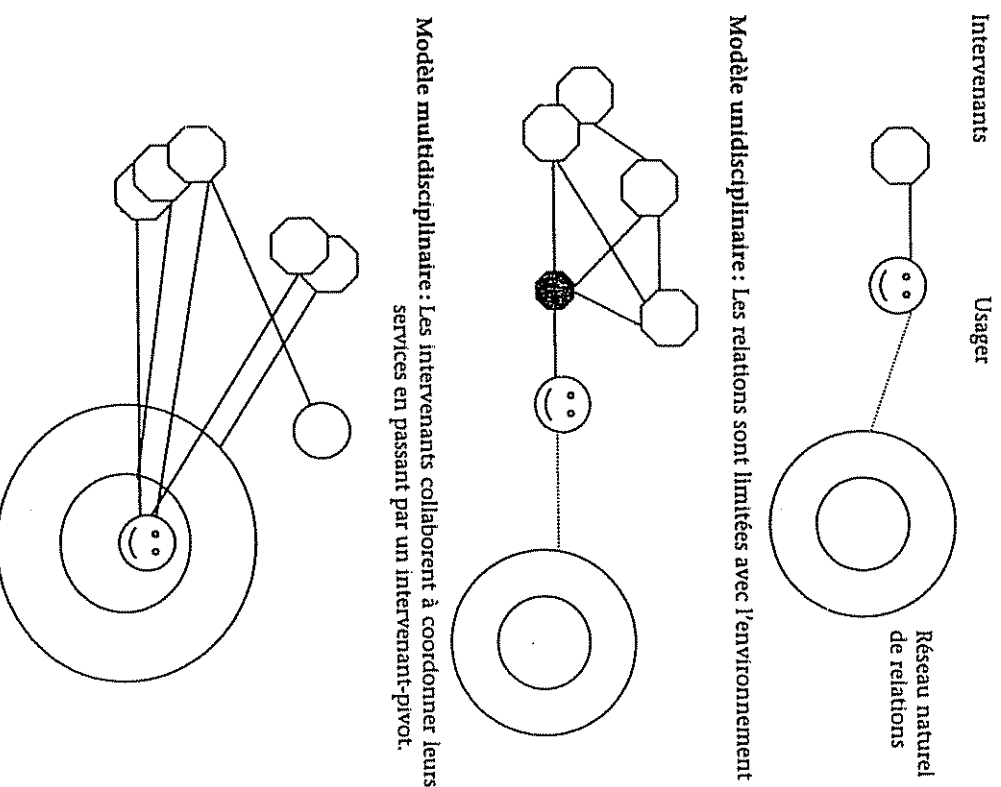 Intervenants
Usager
Réseau naturel
de relations
Modèle unidisciplinaire : Les relations sont limitées avec l'environnement
Modèle multidisciplinaire : Les intervenants collaborent à coordonner leurs
services en passant par un intervenant-pivot.